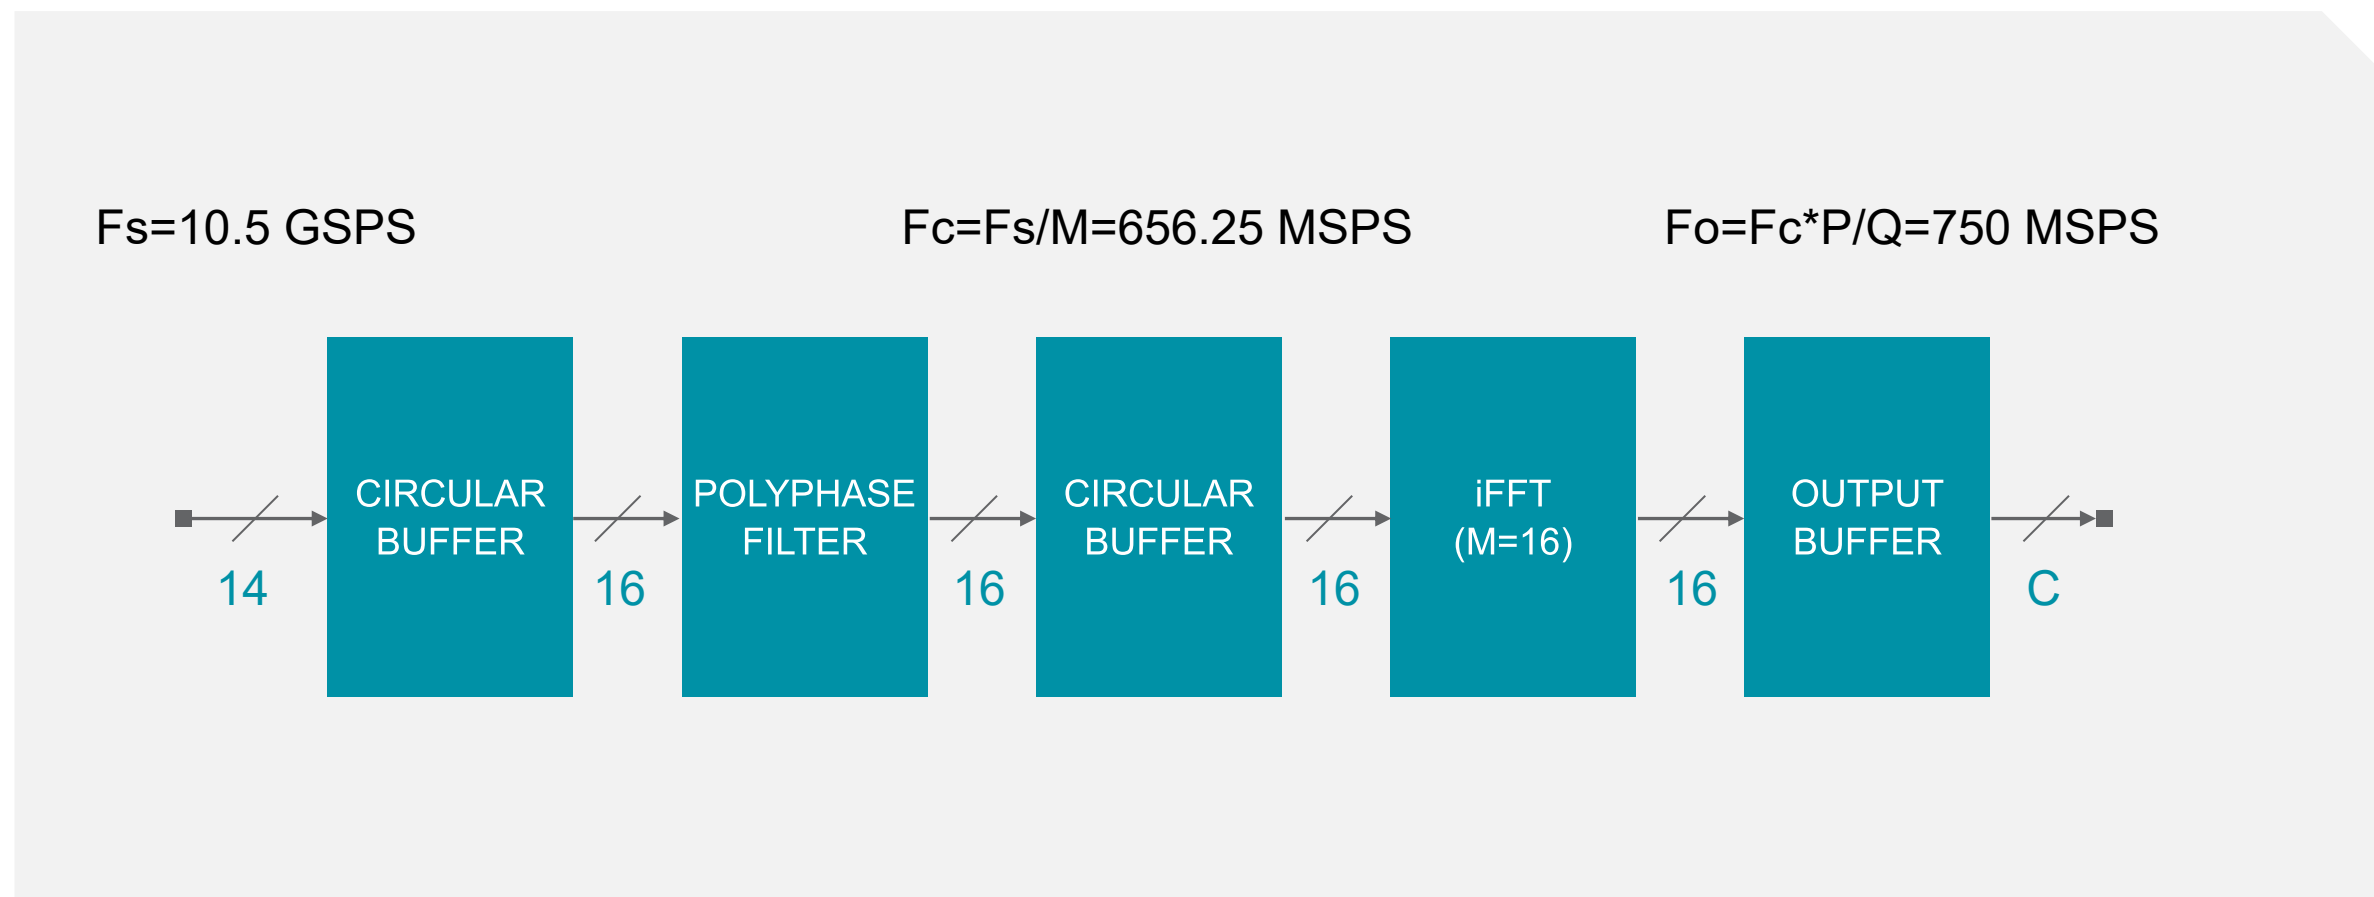 Fs=10.5 GSPS
Fc=Fs/M=656.25 MSPS
Fo=Fc*P/Q=750 MSPS
CIRCULAR
BUFFER
POLYPHASE
FILTER
CIRCULAR
BUFFER
iFFT
(M=16)
OUTPUT
BUFFER
14
16
16
16
16
C